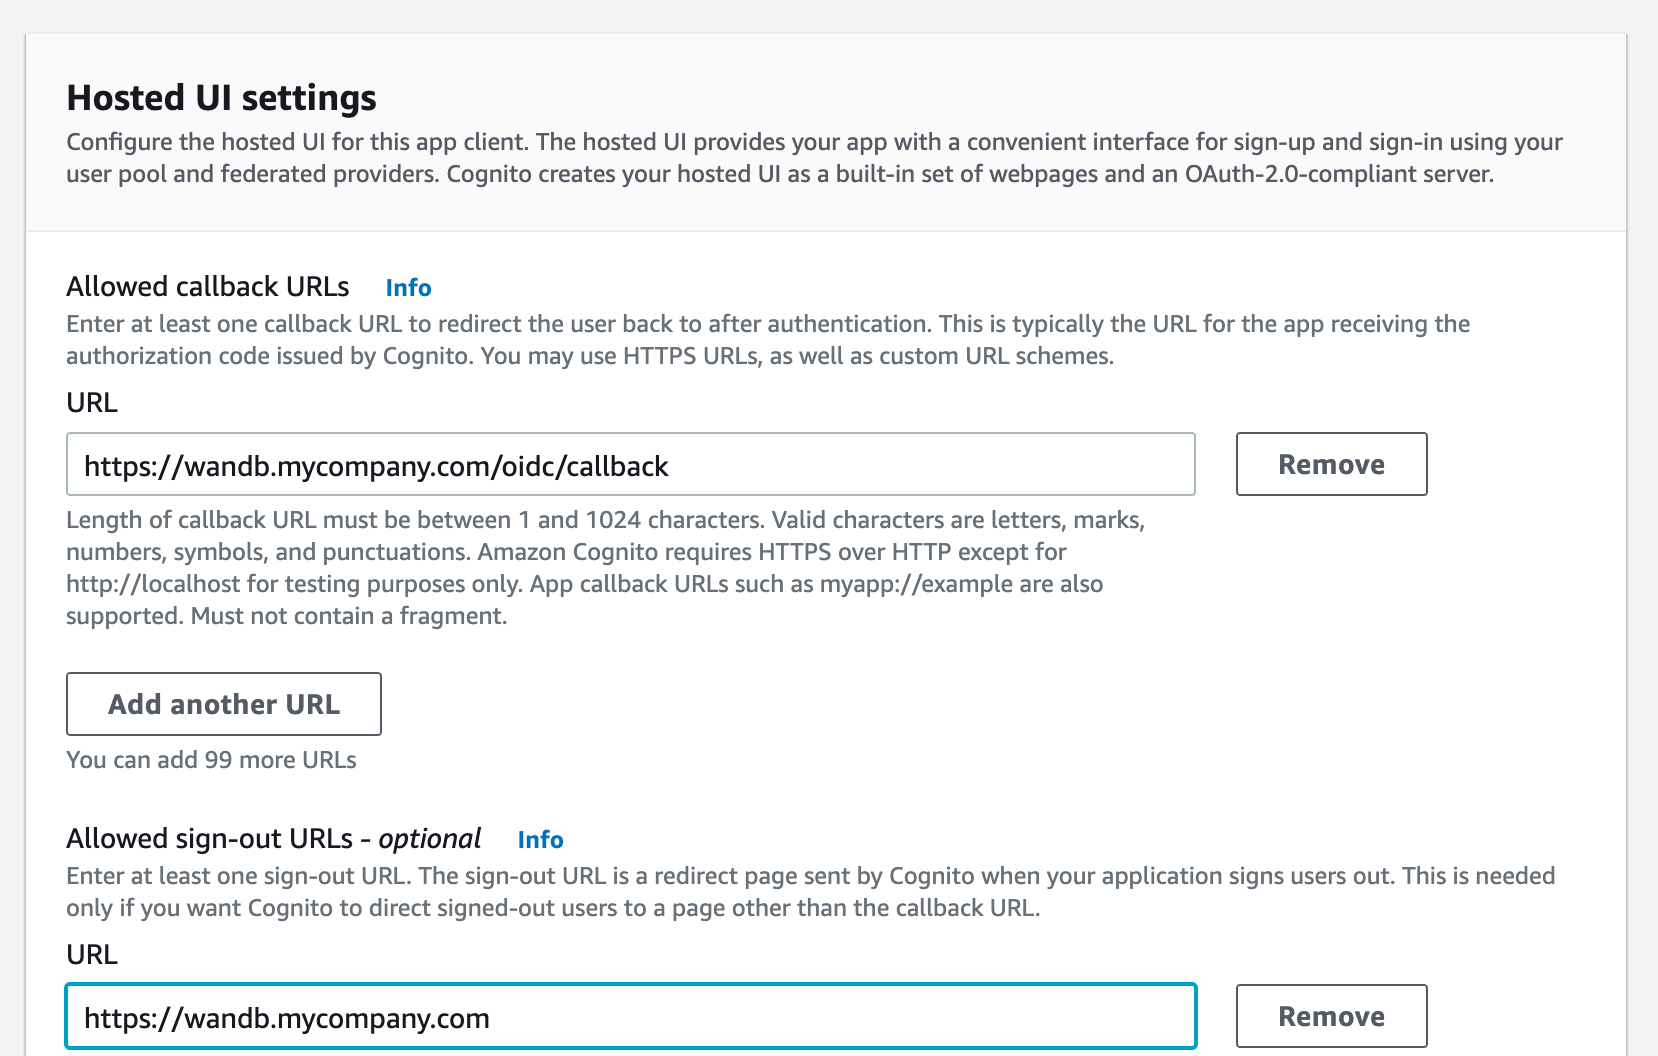 Hosted UI settings
Configure the hosted UI for this app client. The hosted UI provides your app with a convenient interface for sign-up and sign-in using your
user pool and federated providers. Cognito creates your hosted UI as a built-in set of webpages and an OAuth-2.0-compliant server.
Allowed callback URLs Info
Enter at least one callback URL to redirect the user back to after authentication. This is typically the URL for the app receiving the
authorization code issued by Cognito. You may use HTTPS URLs, as well as custom URL schemes.
URL
https://wandb.mycompany.com/oidc/callback Remove
Length of callback URL must be between 1 and 1024 characters. Valid characters are letters, marks,
numbers, symbols, and punctuations. Amazon Cognito requires HTTPS over HTTP except for
http://localhost for testing purposes only. App callback URLs such as myapp://example are also
supported. Must not contain a fragment.
Add another URL
You can add 99 more URLs
Allowed sign-out URLs - optional Info
Enter at least one sign-out URL. The sign-out URL is a redirect page sent by Cognito when your application signs users out. This is needed
only if you want Cognito to direct signed-out users to a page other than the callback URL.
URL
https://wandb.mycompany.com Remove